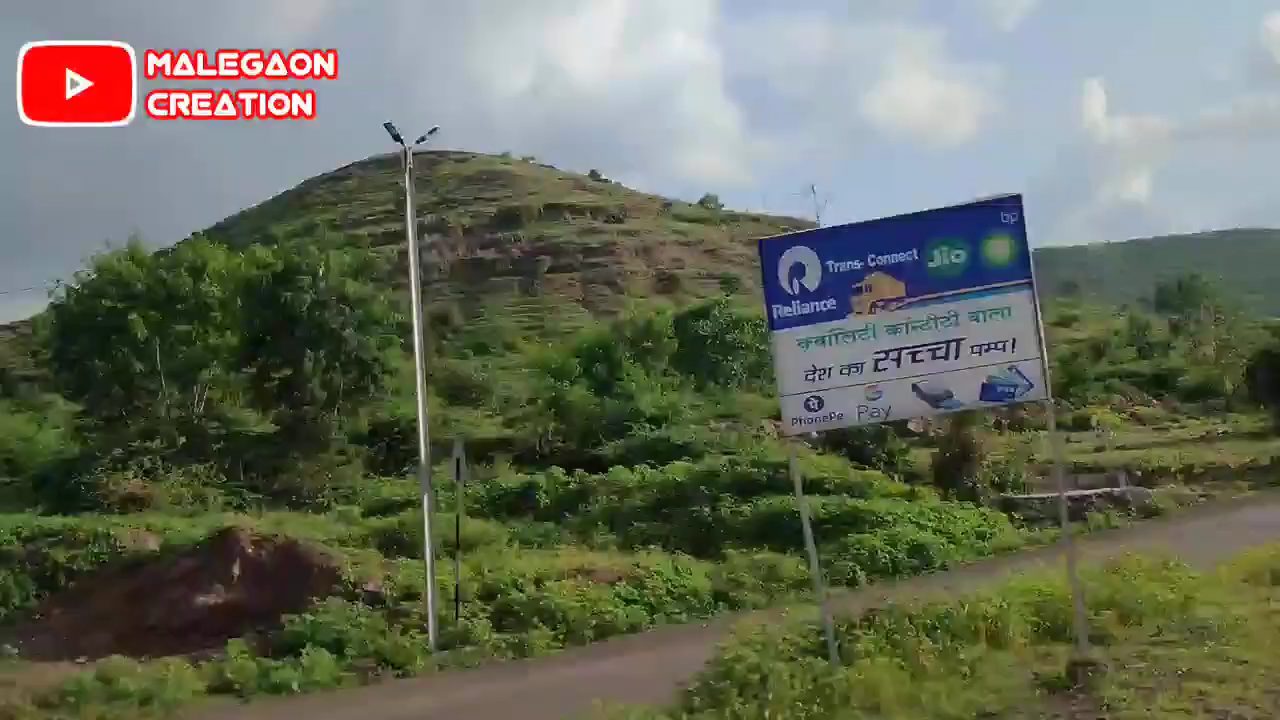 MALEGAON
CREATION
bp
Trans- Connect Jio
Reliance
क्वालिटी कॉन्टीटी वाला
देश का सच्चा पम्प!
PhonePe
Pay